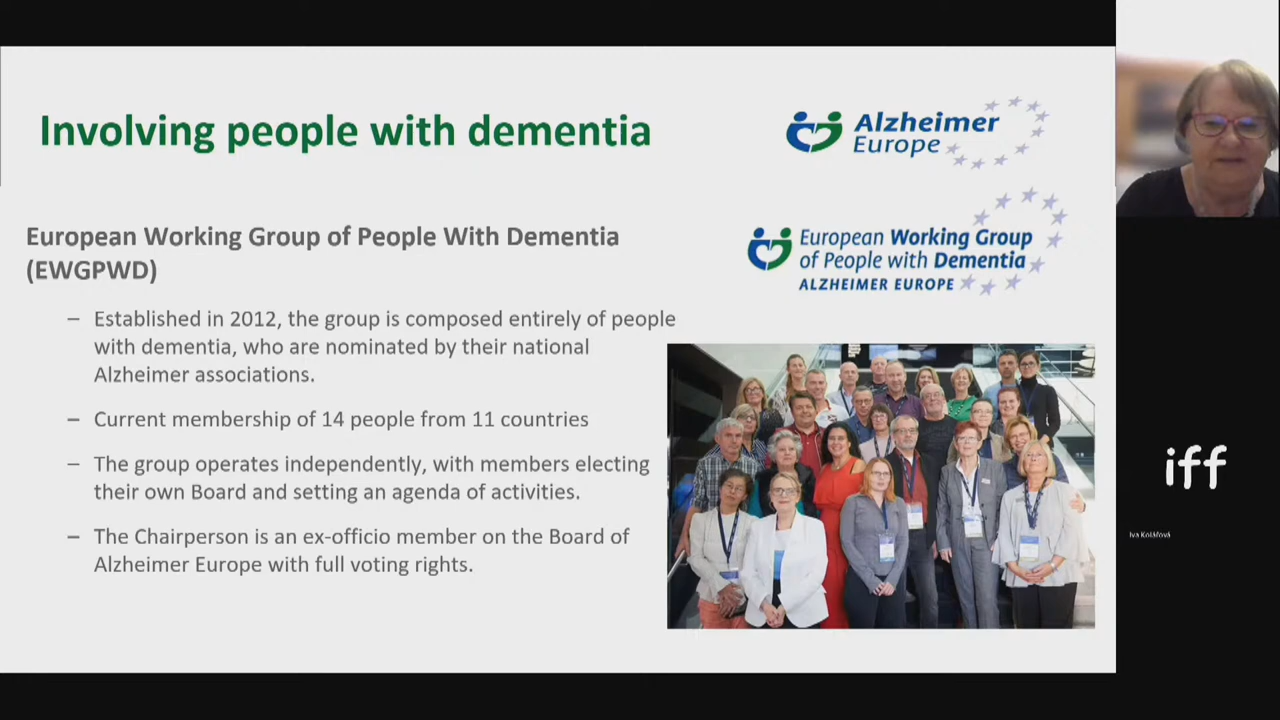 Involving people with dementia
Alzheimer
Europe
European Working Group
of People with Dementia
ALZHEIMER EUROPE
European Working Group of People With Dementia
(EWGPWD)
– Established in 2012, the group is composed entirely of people
with dementia, who are nominated by their national
Alzheimer associations.
– Current membership of 14 people from 11 countries
– The group operates independently, with members electing
their own Board and setting an agenda of activities.
– The Chairperson is an ex-officio member on the Board of
Alzheimer Europe with full voting rights.
iff
Iva Kolářová